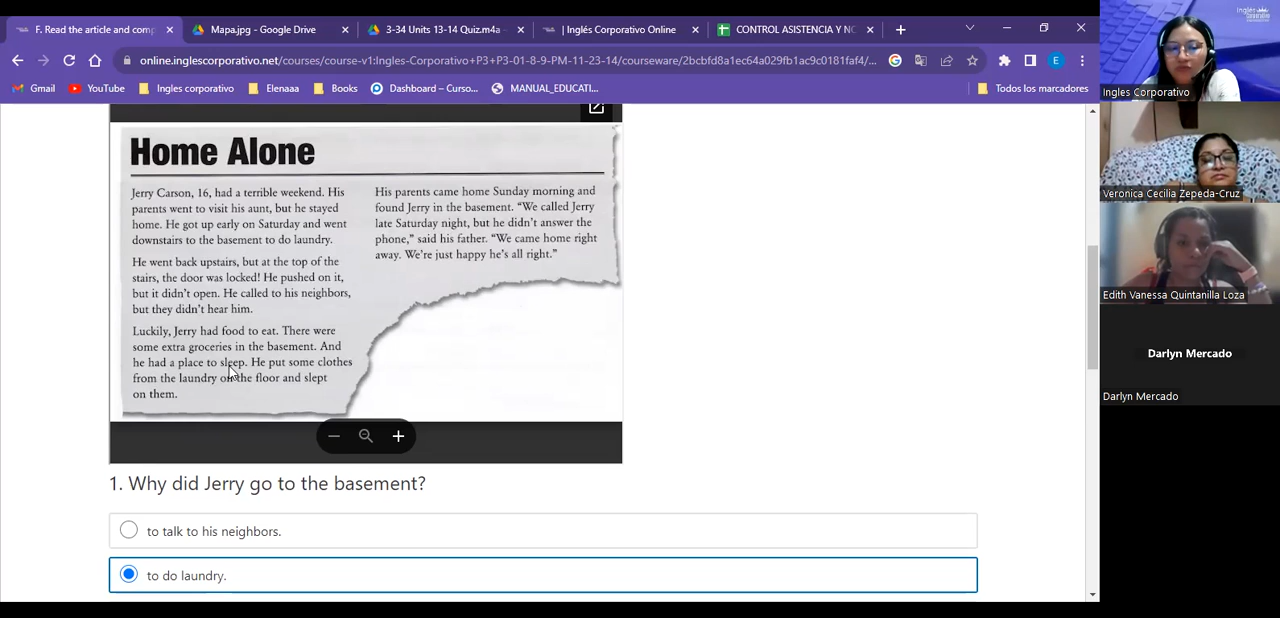 F. Read the article and comp
Mapa.jpg - Google Drive
3-34 Units 13-14 Quiz.m4a -
| Inglés Corporativo Online
CONTROL ASISTENCIA Y NO
online.inglescorporativo.net/courses/course-v1:Ingles-Corporativo+P3+P3-01-8-9-PM-11-23-14/courseware/2bcbfd8a1ec64a029fb1ac9c0181faf4/...
E
Gmail
YouTube
Ingles corporativo
Elenaaa
Books
Dashboard – Curso...
MANUAL_EDUCATI...
Todos los marcadores
Home Alone
Jerry Carson, 16, had a terrible weekend. His
parents went to visit his aunt, but he stayed
home. He got up early on Saturday and went
downstairs to the basement to do laundry.
He went back upstairs, but at the top of the
stairs, the door was locked! He pushed on it,
but it didn't open. He called to his neighbors,
but they didn't hear him.
Luckily, Jerry had food to eat. There were
some extra groceries in the basement. And
he had a place to sleep. He put some clothes
from the laundry on the floor and slept
on them.
His parents came home Sunday morning and
found Jerry in the basement. "We called Jerry
late Saturday night, but he didn't answer the
phone," said his father. "We came home right
away. We're just happy he's all right."
1. Why did Jerry go to the basement?
to talk to his neighbors.
to do laundry.
Ingles Corporativo
Veronica Cecilia Zepeda-Cruz
Edith Vanessa Quintanilla Loza
Darlyn Mercado
Darlyn Mercado